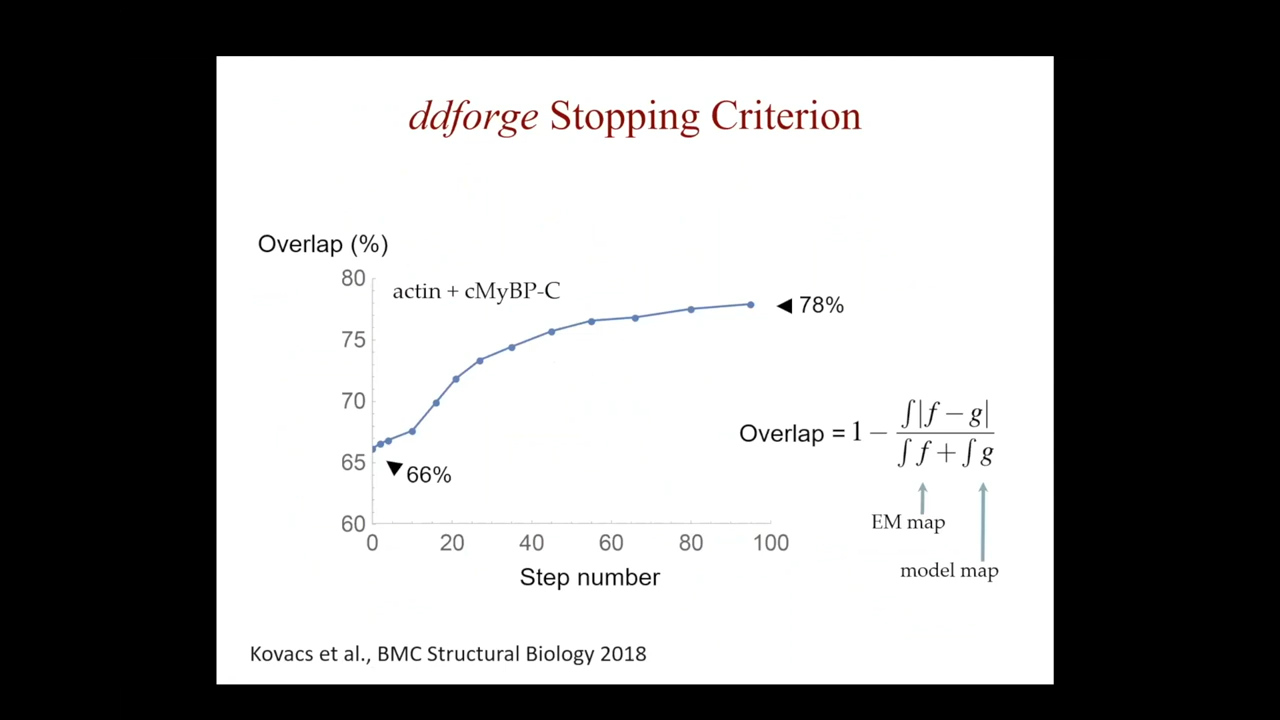 ddforge Stopping Criterion
Overlap (%)
80
actin + cMyBP-C
78%
75
70
65
66%
60
0 20 40 60 80 100
Step number
Overlap = 1 − ∫|f − g| / ∫f + ∫g
EM map
model map
Kovacs et al., BMC Structural Biology 2018